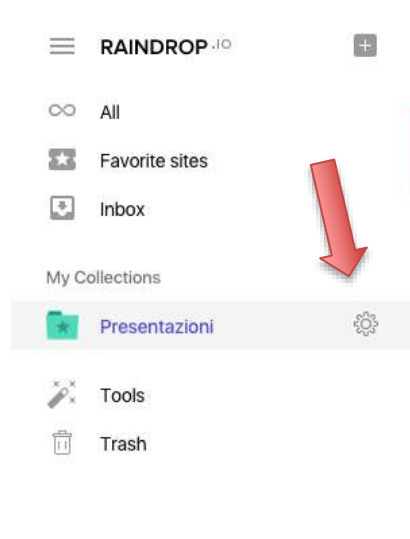 RAINDROP.IO
All
Favorite sites
Inbox
My Collections
Presentazioni
Tools
Trash